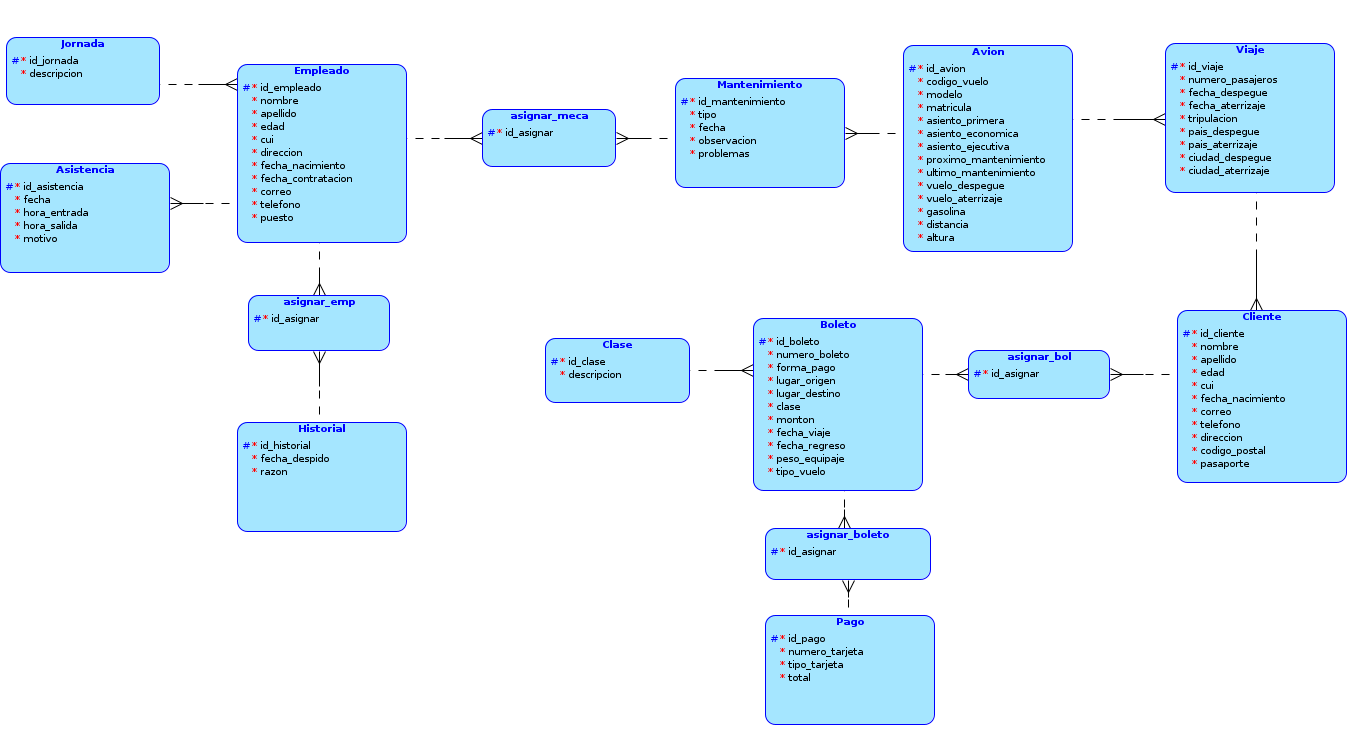 Jornada
#* id_jornada
* descripcion
Empleado
#* id_empleado
* nombre
* apellido
* edad
* cui
* direccion
* fecha_nacimiento
* fecha_contratacion
* correo
* telefono
* puesto
asignar_meca
#* id_asignar
Mantenimiento
#* id_mantenimiento
* tipo
* fecha
* observacion
* problemas
Avion
#* id_avion
* codigo_vuelo
* modelo
* matricula
* asiento_primera
* asiento_economica
* asiento_ejecutiva
* proximo_mantenimiento
* ultimo_mantenimiento
* vuelo_despegue
* vuelo_aterrizaje
* gasolina
* distancia
* altura
Viaje
#* id_viaje
* numero_pasajeros
* fecha_despegue
* fecha_aterrizaje
* tripulacion
* pais_despegue
* pais_aterrizaje
* ciudad_despegue
* ciudad_aterrizaje
Asistencia
#* id_asistencia
* fecha
* hora_entrada
* hora_salida
* motivo
asignar_emp
#* id_asignar
Historial
#* id_historial
* fecha_despido
* razon
Clase
#* id_clase
* descripcion
Boleto
#* id_boleto
* numero_boleto
* forma_pago
* lugar_origen
* lugar_destino
* clase
* monton
* fecha_viaje
* fecha_regreso
* peso_equipaje
* tipo_vuelo
asignar_bol
#* id_asignar
Cliente
#* id_cliente
* nombre
* apellido
* edad
* cui
* fecha_nacimiento
* correo
* telefono
* direccion
* codigo_postal
* pasaporte
asignar_boleto
#* id_asignar
Pago
#* id_pago
* numero_tarjeta
* tipo_tarjeta
* total